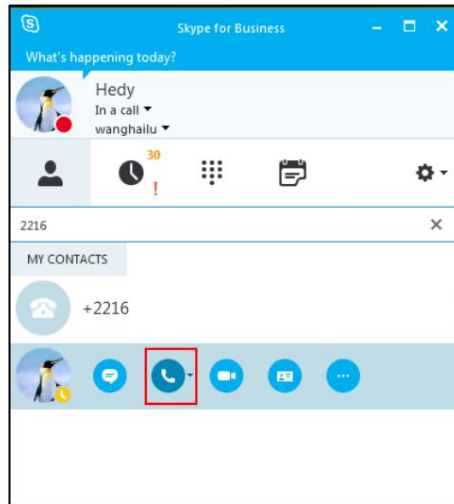 Skype for Business
What's happening today?
Hedy
In a call
wanghailu
30
!
2216
MY CONTACTS
+2216